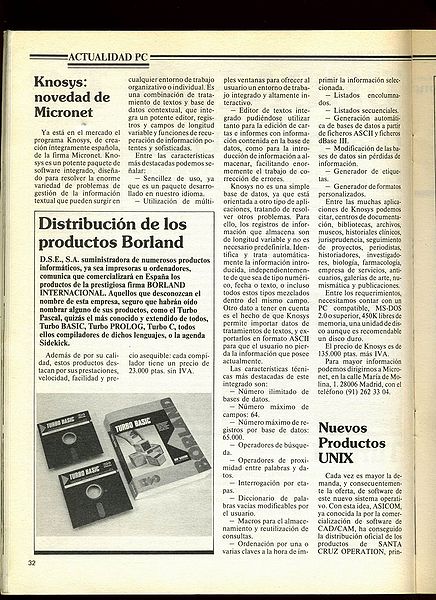 ACTUALIDAD PC
Knosys:
novedad de
Micronet
Ya está en el mercado el
programa Knosys, de crea-
ción íntegramente española,
de la firma Micronet. Kno-
sys es un potente paquete de
software integrado, diseña-
do para resolver la enorme
variedad de problemas de
gestión de la información
textual que pueden surgir en
cualquier entorno de trabajo
organizativo o individual. Es
una combinación de trata-
miento de textos y base de
datos contextual, que inte-
gra un potente editor, regis-
tros y campos de longitud
variable y funciones de recu-
peración de información po-
tentes y sofisticadas.
Entre las características
más destacadas podemos se-
ñalar:
— Sencillez de uso, ya
que es un paquete desarro-
llado en nuestro idioma.
— Utilización de múlti-
ples ventanas para ofrecer al
usuario un entorno de traba-
jo integrado y altamente in-
teractivo.
— Editor de textos inte-
grado pudiéndose utilizar
tanto para la edición de car-
tas e informes con informa-
ción contenida en la base de
datos, como para la intro-
ducción de información a al-
macenar, facilitando enor-
memente el trabajo de co-
rrección de errores.
Knosys no es una simple
base de datos, ya que está
orientada a otro tipo de apli-
caciones, tratando de resol-
ver otros problemas. Para
ello, los registros de infor-
mación que almacena son
de longitud variable y no es
necesario predefinirla. Iden-
tifica y trata automática-
mente la información intro-
ducida, independientemen-
te de que sea de tipo numéri-
co, fecha o texto, o incluso
todos estos tipos mezclados
dentro del mismo campo.
Otro dato a tener en cuenta
es el hecho de que Knosys
permite importar datos de
tratamientos de textos, o ex-
portarlos en formato ASCII
para que el usuario no pier-
da la información que posee
actualmente.
Las características técni-
cas más destacadas de este
integrado son:
— Número ilimitado de
bases de datos.
— Número máximo de
campos: 64.
— Número máximo de re-
gistros por base de datos:
65.000.
— Operadores de búsque-
da.
— Operadores de proxi-
midad entre palabras y da-
tos.
— Interrogación por eta-
pas.
— Diccionario de pala-
bras vacías modificables por
el usuario.
— Macros para el almace-
namiento y reutilización de
consultas.
— Ordenación por una o
varias claves a la hora de im-
primir la información selec-
cionada.
— Listados encolumna-
dos.
— Listados secuenciales.
— Generación automáti-
ca de bases de datos a partir
de ficheros ASCII y ficheros
dBase III.
— Modificación de las ba-
ses de datos sin pérdidas de
información.
— Generador de etique-
tas.
— Generador de formatos
personalizados.
Entre las muchas aplica-
ciones de Knosys podemos
citar, centros de documenta-
ción, bibliotecas, archivos,
museos, historiales clínicos,
jurisprudencia, seguimiento
de proyectos, periodistas,
historiadores, investigado-
res, biología, farmacología,
empresa de servicios, anti-
cuarios, galerías de arte, nu-
mismática y publicaciones.
Entre los requerimientos,
necesitamos contar con un
PC compatible, MS-DOS
2.0 o superior, 450K libres de
memoria, una unidad de dis-
co aunque es recomendable
un disco duro.
El precio de Knosys es de
135.000 ptas, más IVA.
Para mayor información
podemos dirigirnos a Micro-
net, en la calle María de Mo-
lina, 1. 28006 Madrid, con el
teléfono (91) 262 33 04.
Distribución de los
productos Borland
D.S.E., S.A. suministradora de numerosos productos
informáticos, ya sea impresoras u ordenadores,
comunica que comercializará en España los
productos de la prestigiosa firma BORLAND
INTERNACIONAL. Aquellos que desconozcan el
nombre de esta empresa, seguro que habrán oído
nombrar alguno de sus productos, como el Turbo
Pascal, quizás el más conocido y extendido de todos,
Turbo BASIC, Turbo PROLOG, Turbo C, todos
ellos compiladores de dichos lenguajes, o la agenda
Sidekick.
Además de por su cali-
dad, estos productos des-
tacan por sus prestaciones,
velocidad, facilidad y pre-
cio asequible: cada compi-
lador tiene un precio de
23.000 ptas. sin IVA.
TURBO BASIC
TURBO BASIC
TURBO BASIC
BORLAND
Nuevos
Productos
UNIX
Cada vez es mayor la de-
manda, y consecuentemen-
te la oferta, de software de
este nuevo sistema operati-
vo. Con esta idea, ASICOM,
ya conocida la por la comer-
cialización de software de
CAD/CAM, ha conseguido
la distribución oficial de los
productos de SANTA
CRUZ OPERATION, prin-
32